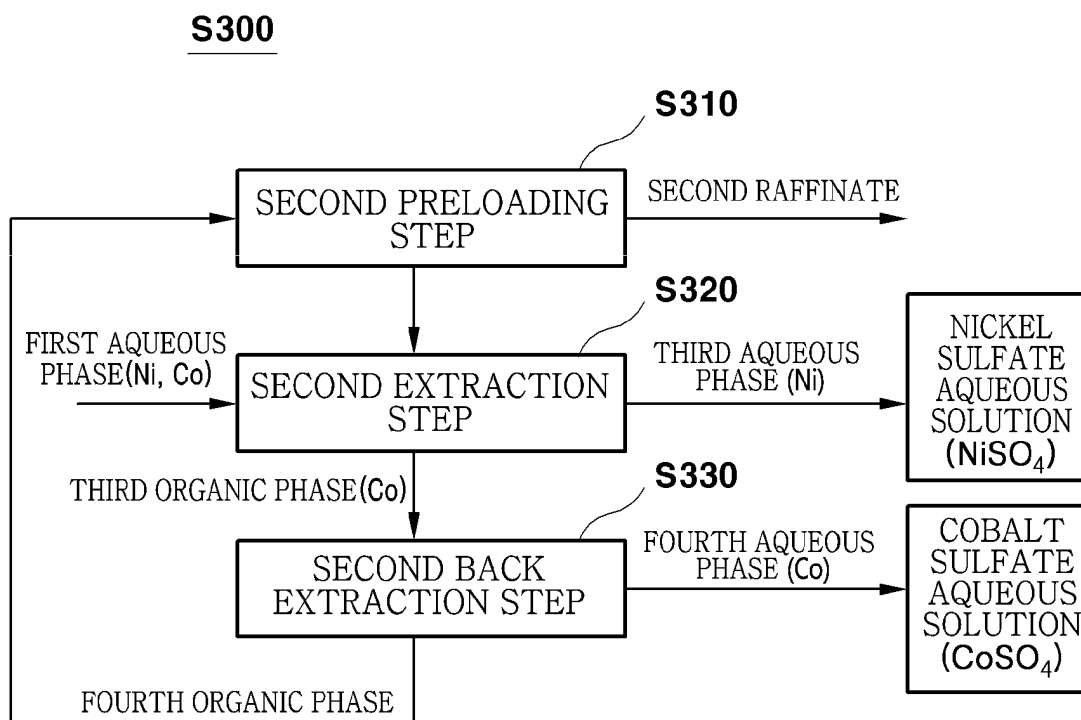 S300
S310
SECOND PRELOADING
STEP
SECOND RAFFINATE
S320
FIRST AQUEOUS
PHASE(Ni, Co)
SECOND EXTRACTION
STEP
THIRD AQUEOUS
PHASE (Ni)
NICKEL
SULFATE
AQUEOUS
SOLUTION
(NiSO₄)
THIRD ORGANIC PHASE(Co)
S330
SECOND BACK
EXTRACTION STEP
FOURTH AQUEOUS
PHASE (Co)
COBALT
SULFATE
AQUEOUS
SOLUTION
(CoSO₄)
FOURTH ORGANIC PHASE